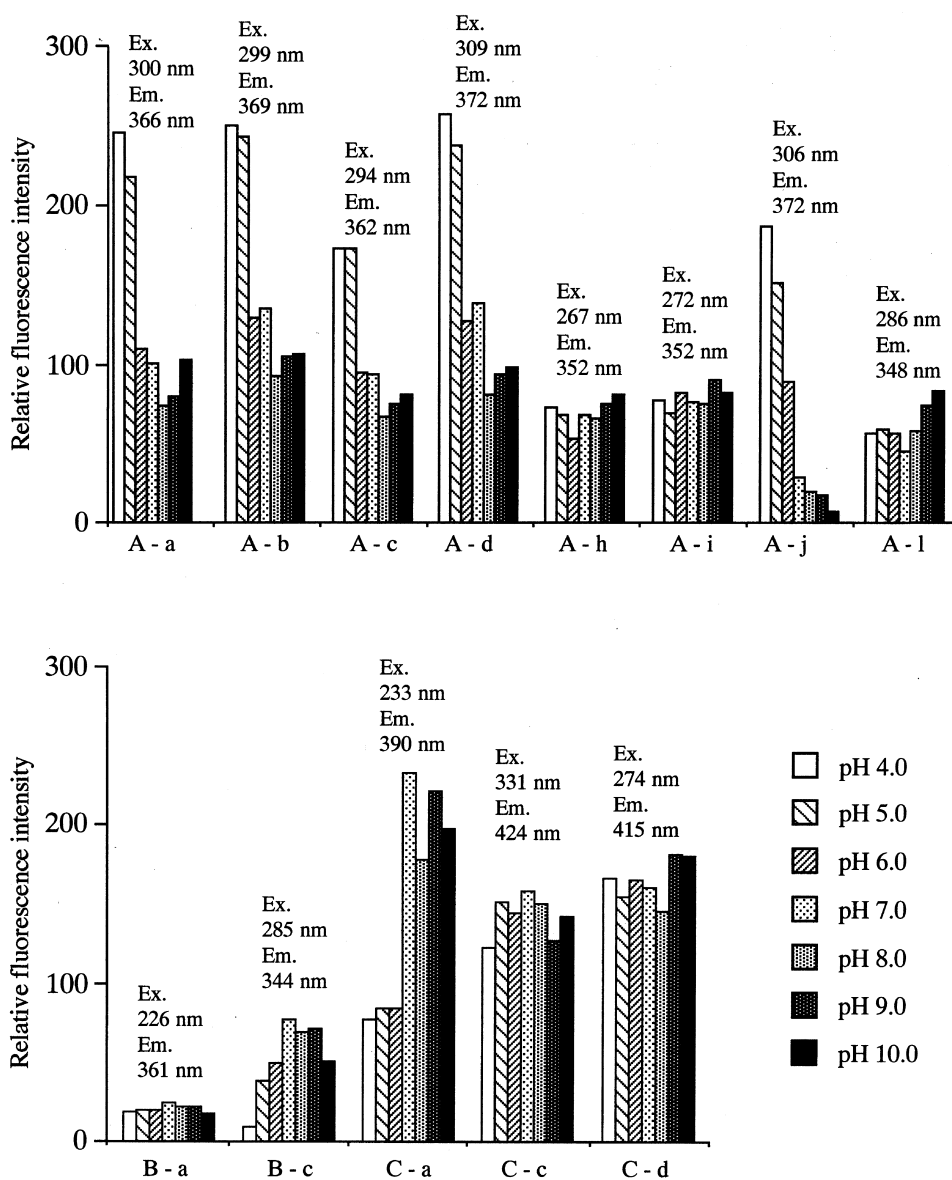 Relative fluorescence intensity
300
200
100
0
Ex.
300 nm
Em.
366 nm
Ex.
299 nm
Em.
369 nm
Ex.
294 nm
Em.
362 nm
Ex.
309 nm
Em.
372 nm
Ex.
267 nm
Em.
352 nm
Ex.
272 nm
Em.
352 nm
Ex.
306 nm
Em.
372 nm
Ex.
286 nm
Em.
348 nm
A - a
A - b
A - c
A - d
A - h
A - i
A - j
A - l
Relative fluorescence intensity
300
200
100
0
Ex.
226 nm
Em.
361 nm
Ex.
285 nm
Em.
344 nm
Ex.
233 nm
Em.
390 nm
Ex.
331 nm
Em.
424 nm
Ex.
274 nm
Em.
415 nm
B - a
B - c
C - a
C - c
C - d
pH 4.0
pH 5.0
pH 6.0
pH 7.0
pH 8.0
pH 9.0
pH 10.0